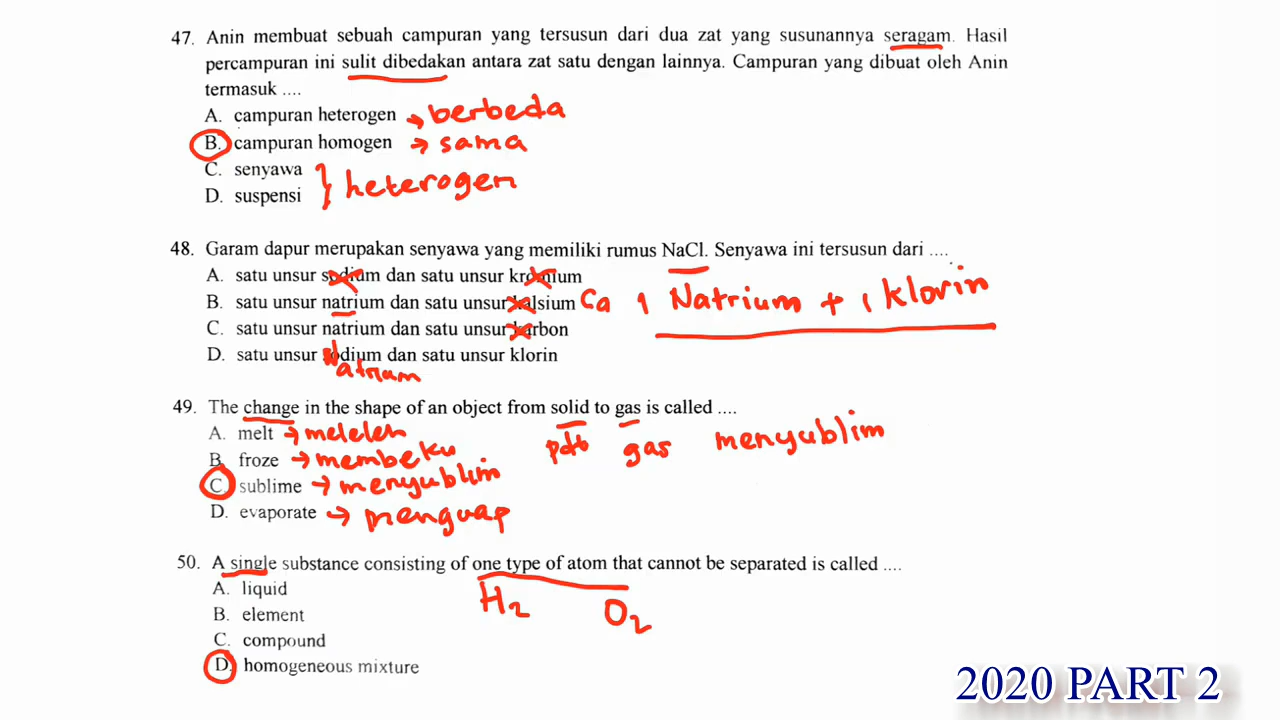 47. Anin membuat sebuah campuran yang tersusun dari dua zat yang susunannya seragam. Hasil
percampuran ini sulit dibedakan antara zat satu dengan lainnya. Campuran yang dibuat oleh Anin
termasuk ....
A. campuran heterogen → berbeda
B. campuran homogen → sama
C. senyawa
D. suspensi } heterogen
48. Garam dapur merupakan senyawa yang memiliki rumus NaCl. Senyawa ini tersusun dari ....
A. satu unsur sodium dan satu unsur kromium
B. satu unsur natrium dan satu unsur kalsium Ca 1 Natrium + 1 Klorin
C. satu unsur natrium dan satu unsur karbon
D. satu unsur sodium dan satu unsur klorin
Natrium
49. The change in the shape of an object from solid to gas is called ....
A. melt → meleleh
B. froze → membeku gas menyublim
C. sublime → menyublim
D. evaporate → menguap
50. A single substance consisting of one type of atom that cannot be separated is called ....
A. liquid
H2 O2
B. element
C. compound
D. homogeneous mixture
2020 PART 2